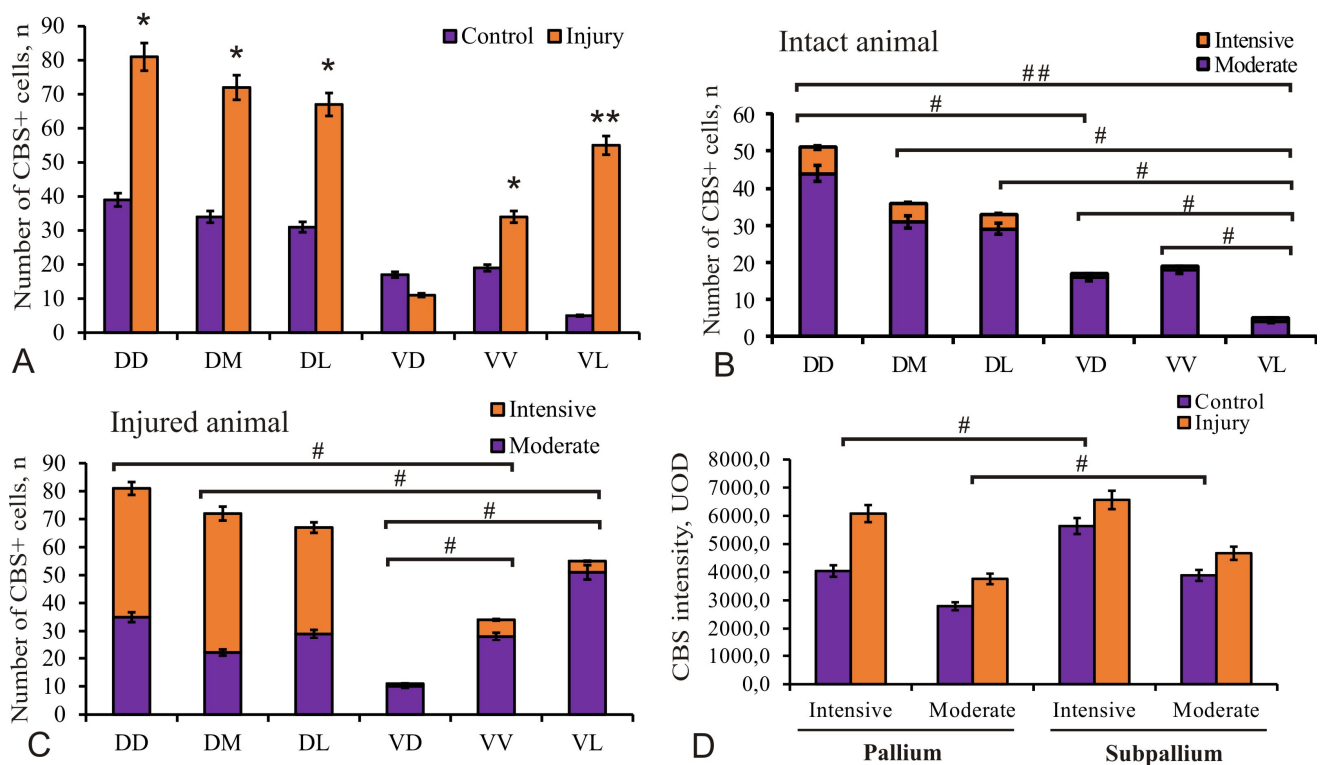 Number of CBS+ cells, n
90
80
70
60
50
40
30
20
10
0
Control Injury
* * * * **
DD DM DL VD VV VL
A
Intact animal
Intensive
Moderate
Number of CBS+ cells, n
60
50
40
30
20
10
0
##
#
#
#
#
#
DD DM DL VD VV VL
B
Injured animal
Intensive
Moderate
Number of CBS+ cells, n
90
80
70
60
50
40
30
20
10
0
#
#
#
#
DD DM DL VD VV VL
C
Control
Injury
CBS intensity, UOD
8000,0
7000,0
6000,0
5000,0
4000,0
3000,0
2000,0
1000,0
0,0
#
#
Intensive Moderate Intensive Moderate
Pallium Subpallium
D